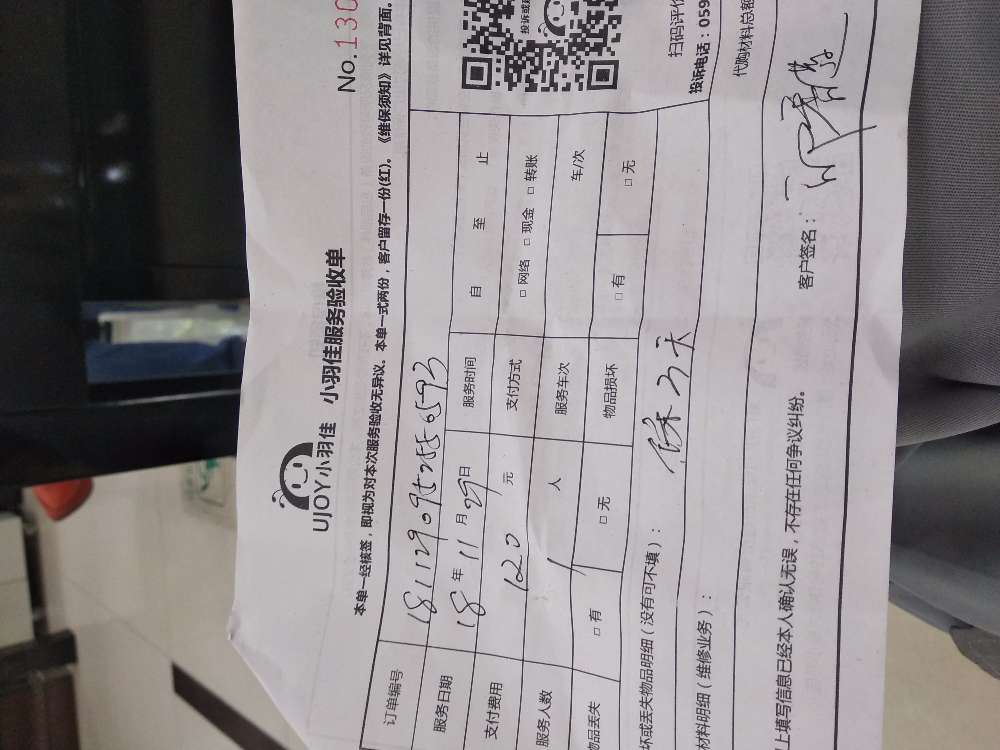 UJOY小羽佳 小羽佳服务验收单
No.130
本单一经核签，即视为对本次服务验收无异议。本单一式两份，客户留存一份(红)。《维保须知》详见背面。
订单编号 181129095255 6593
服务日期 18年11月29日 服务时间 自 至 止
支付费用 120元 支付方式 □网络 □现金 □转账
服务人数 1人 服务车次 车/次
物品丢失 □有 □无 物品损坏 □有 □无
坏或丢失物品明细（没有可不填）：
材料明细（维修业务）：
投诉或
扫码评价
投诉电话：059
代购材料总额
上填写信息已经本人确认无误，不存在任何争议纠纷。
客户签名：